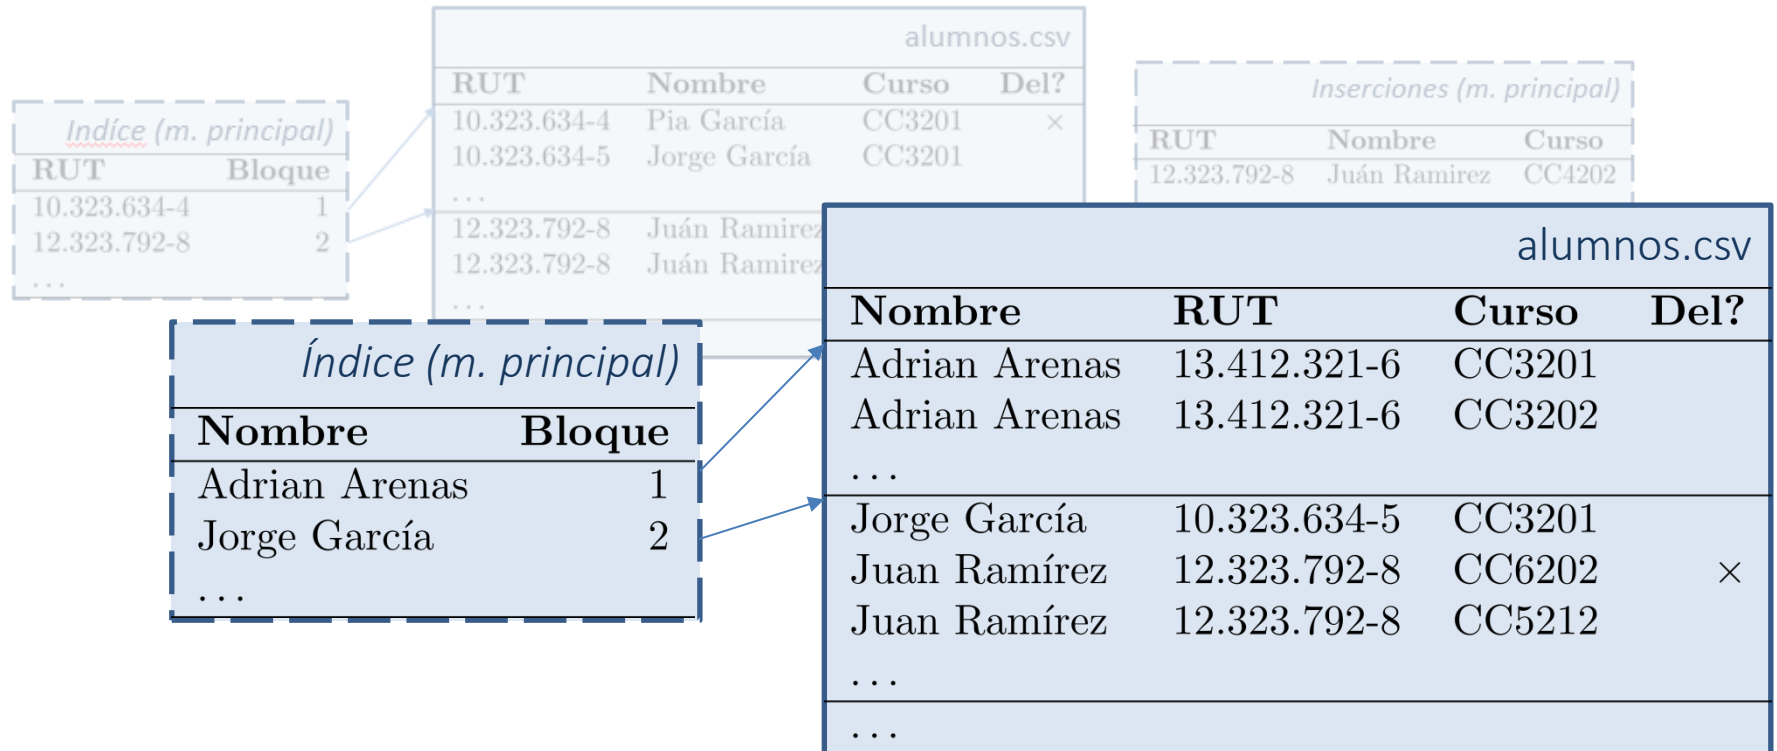 Indíce (m. principal)
RUT Bloque
10.323.634-4 1
12.323.792-8 2
...
alumnos.csv
RUT Nombre Curso Del?
10.323.634-4 Pia García CC3201 ×
10.323.634-5 Jorge García CC3201
...
12.323.792-8 Juán Ramirez
12.323.792-8 Juán Ramirez
...
Inserciones (m. principal)
RUT Nombre Curso
12.323.792-8 Juán Ramirez CC4202
Índice (m. principal)
Nombre Bloque
Adrian Arenas 1
Jorge García 2
...
alumnos.csv
Nombre RUT Curso Del?
Adrian Arenas 13.412.321-6 CC3201
Adrian Arenas 13.412.321-6 CC3202
...
Jorge García 10.323.634-5 CC3201
Juan Ramírez 12.323.792-8 CC6202 ×
Juan Ramírez 12.323.792-8 CC5212
...
...